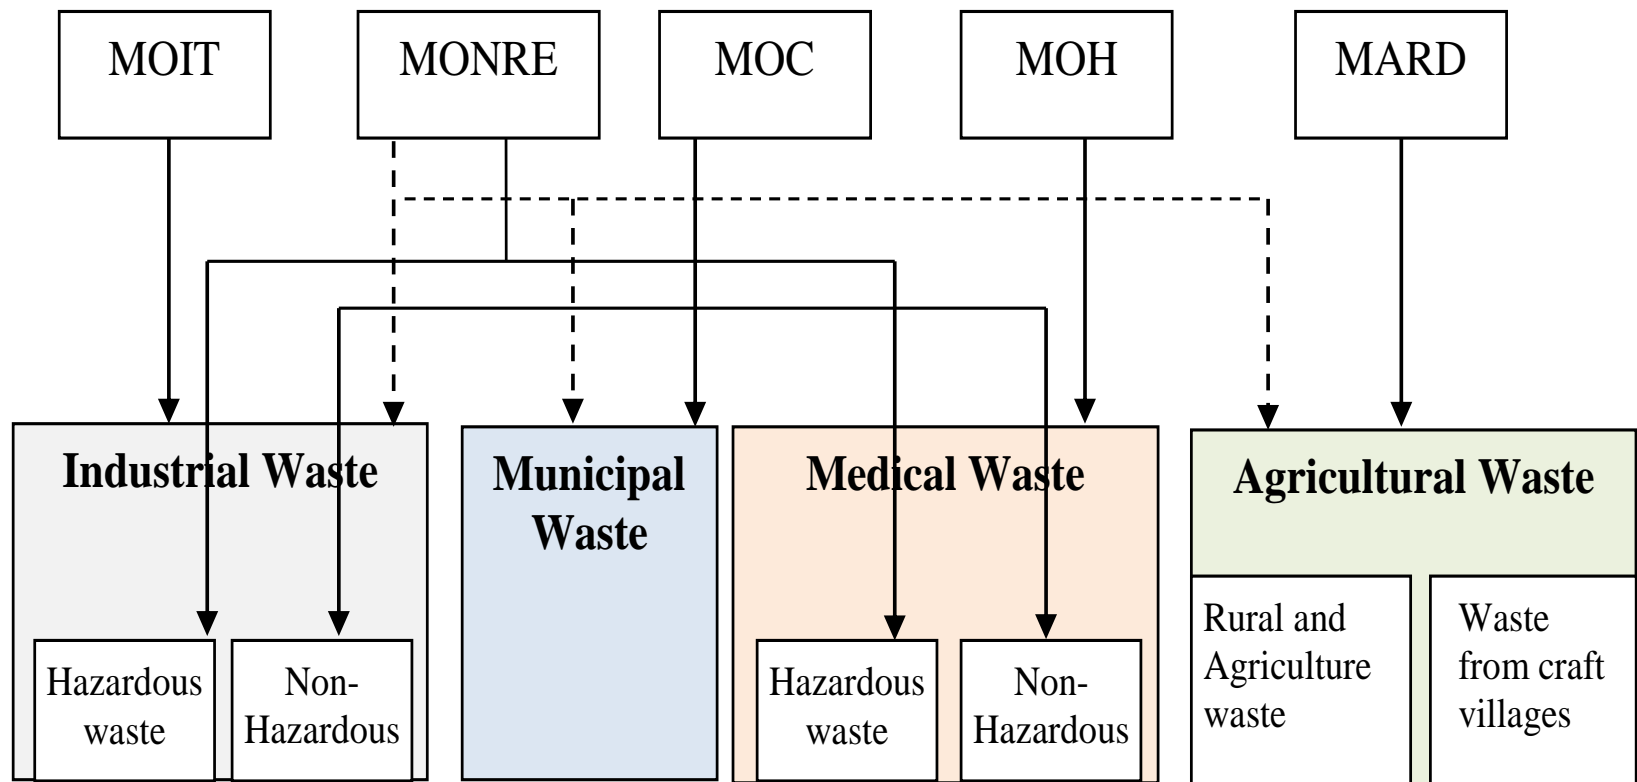 MOIT
MONRE
MOC
MOH
MARD
Industrial Waste
Municipal
Waste
Medical Waste
Agricultural Waste
Hazardous
waste
Non-
Hazardous
Hazardous
waste
Non-
Hazardous
Rural and
Agriculture
waste
Waste
from craft
villages